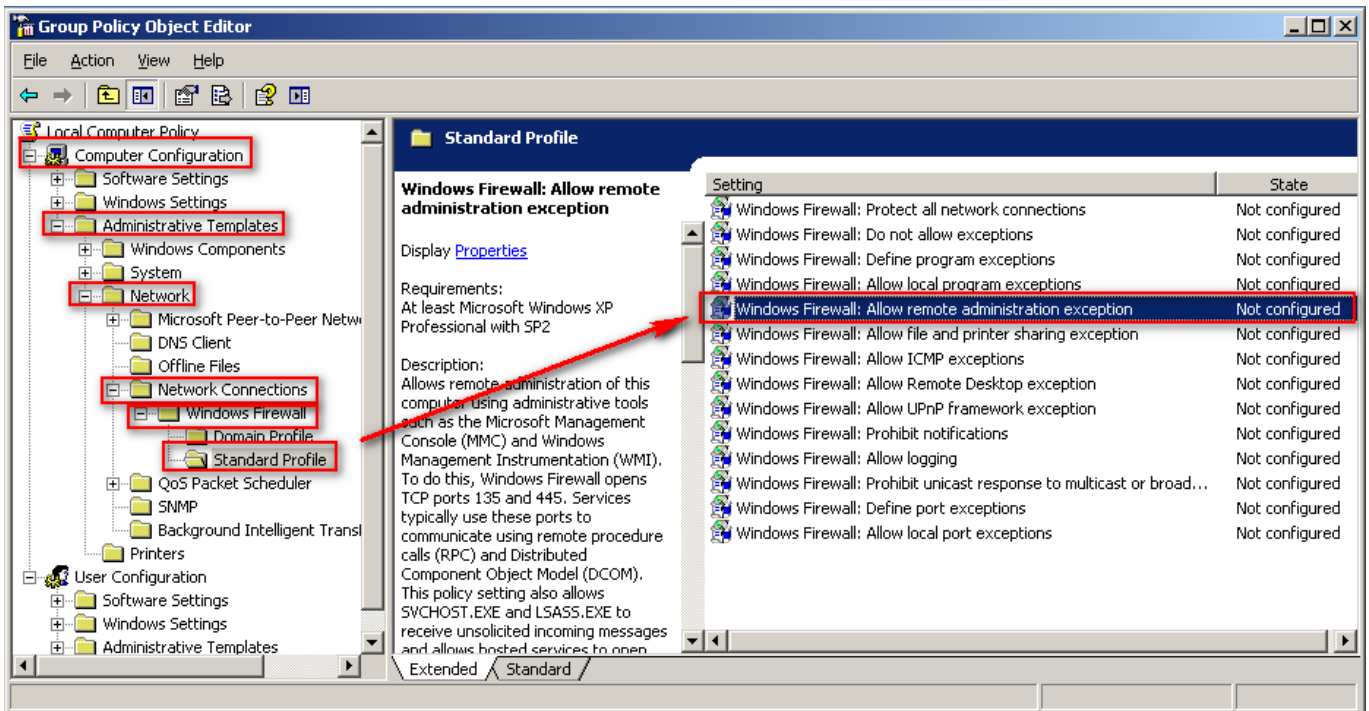 Group Policy Object Editor
File Action View Help
Local Computer Policy
Computer Configuration
Software Settings
Windows Settings
Administrative Templates
Windows Components
System
Network
Microsoft Peer-to-Peer Netw
DNS Client
Offline Files
Network Connections
Windows Firewall
Domain Profile
Standard Profile
QoS Packet Scheduler
SNMP
Background Intelligent Transl
Printers
User Configuration
Software Settings
Windows Settings
Administrative Templates
Standard Profile
Windows Firewall: Allow remote
administration exception
Display Properties
Requirements:
At least Microsoft Windows XP
Professional with SP2
Description:
Allows remote administration of this
computer using administrative tools
such as the Microsoft Management
Console (MMC) and Windows
Management Instrumentation (WMI).
To do this, Windows Firewall opens
TCP ports 135 and 445. Services
typically use these ports to
communicate using remote procedure
calls (RPC) and Distributed
Component Object Model (DCOM).
This policy setting also allows
SVCHOST.EXE and LSASS.EXE to
receive unsolicited incoming messages
and allows hosted services to open
Setting State
Windows Firewall: Protect all network connections Not configured
Windows Firewall: Do not allow exceptions Not configured
Windows Firewall: Define program exceptions Not configured
Windows Firewall: Allow local program exceptions Not configured
Windows Firewall: Allow remote administration exception Not configured
Windows Firewall: Allow file and printer sharing exception Not configured
Windows Firewall: Allow ICMP exceptions Not configured
Windows Firewall: Allow Remote Desktop exception Not configured
Windows Firewall: Allow UPnP framework exception Not configured
Windows Firewall: Prohibit notifications Not configured
Windows Firewall: Allow logging Not configured
Windows Firewall: Prohibit unicast response to multicast or broad... Not configured
Windows Firewall: Define port exceptions Not configured
Windows Firewall: Allow local port exceptions Not configured
Extended Standard